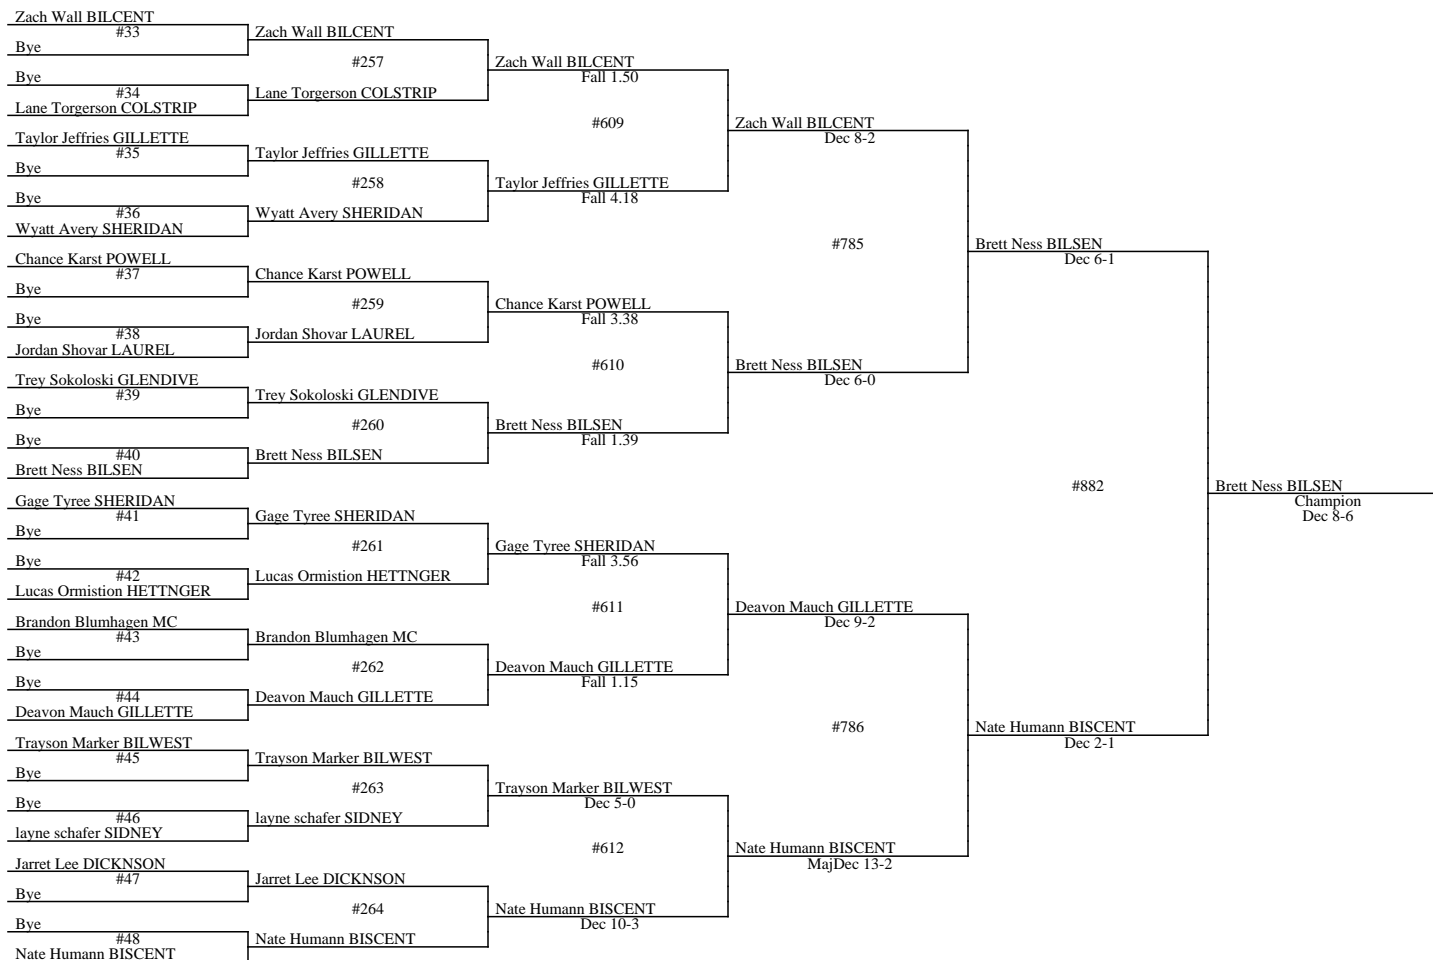 Zach Wall BILCENT
#33
Bye
Bye
#34
Lane Torgerson COLSTRIP
Taylor Jeffries GILLETTE
#35
Bye
Bye
#36
Wyatt Avery SHERIDAN
Chance Karst POWELL
#37
Bye
Bye
#38
Jordan Shovar LAUREL
Trey Sokoloski GLENDIVE
#39
Bye
Bye
#40
Brett Ness BILSEN
Gage Tyree SHERIDAN
#41
Bye
Bye
#42
Lucas Ormistion HETTNGER
Brandon Blumhagen MC
#43
Bye
Bye
#44
Deavon Mauch GILLETTE
Trayson Marker BILWEST
#45
Bye
Bye
#46
layne schafer SIDNEY
Jarret Lee DICKNSON
#47
Bye
Bye
#48
Nate Humann BISCENT
Zach Wall BILCENT
#257
Lane Torgerson COLSTRIP
Taylor Jeffries GILLETTE
#258
Wyatt Avery SHERIDAN
Chance Karst POWELL
#259
Jordan Shovar LAUREL
Trey Sokoloski GLENDIVE
#260
Brett Ness BILSEN
Gage Tyree SHERIDAN
#261
Lucas Ormistion HETTNGER
Brandon Blumhagen MC
#262
Deavon Mauch GILLETTE
Trayson Marker BILWEST
#263
layne schafer SIDNEY
Jarret Lee DICKNSON
#264
Nate Humann BISCENT
Zach Wall BILCENT
Fall 1.50
#609
Taylor Jeffries GILLETTE
Fall 4.18
Chance Karst POWELL
Fall 3.38
#610
Brett Ness BILSEN
Fall 1.39
Gage Tyree SHERIDAN
Fall 3.56
#611
Deavon Mauch GILLETTE
Fall 1.15
Trayson Marker BILWEST
Dec 5-0
#612
Nate Humann BISCENT
Dec 10-3
Zach Wall BILCENT
Dec 8-2
#785
Brett Ness BILSEN
Dec 6-0
Deavon Mauch GILLETTE
Dec 9-2
#786
Nate Humann BISCENT
MajDec 13-2
Brett Ness BILSEN
Dec 6-1
#882
Nate Humann BISCENT
Dec 2-1
Brett Ness BILSEN
Champion
Dec 8-6